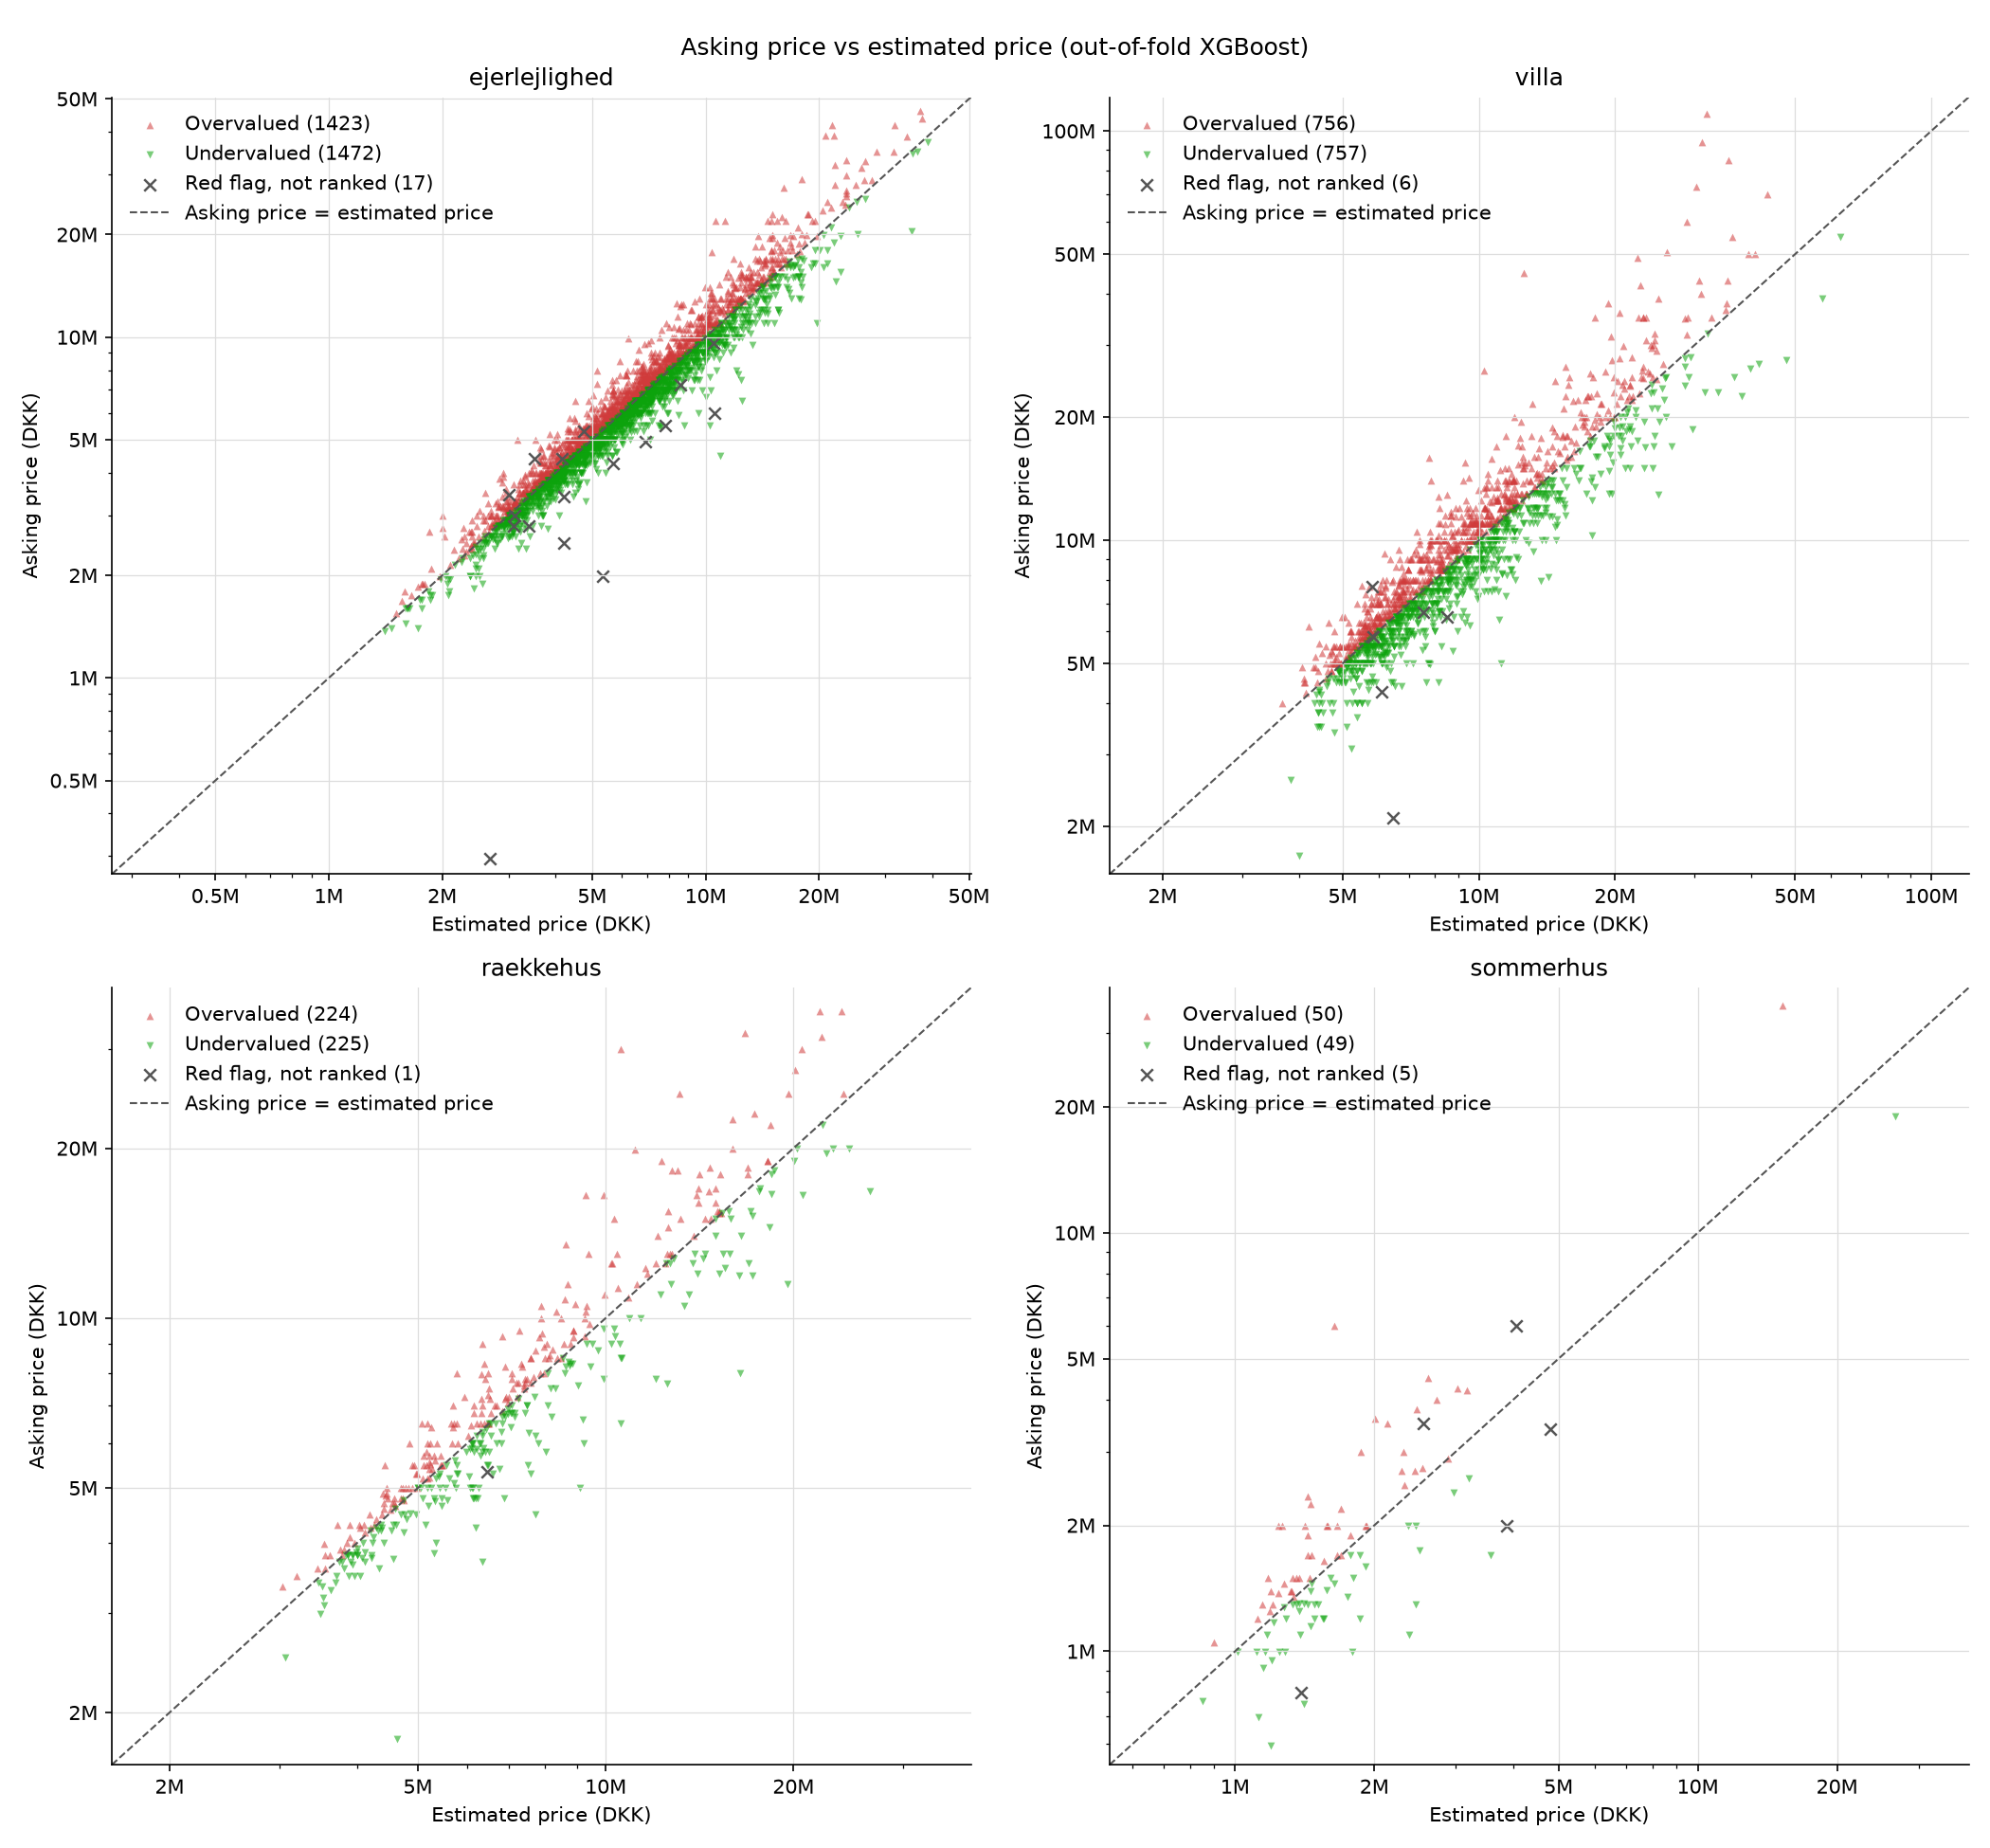 Asking price vs estimated price (out-of-fold XGBoost)
ejerlejlighed
Overvalued (1423)
Undervalued (1472)
Red flag, not ranked (17)
Asking price = estimated price
50M
20M
10M
5M
2M
1M
0.5M
Asking price (DKK)
0.5M 1M 2M 5M 10M 20M 50M
Estimated price (DKK)
villa
Overvalued (756)
Undervalued (757)
Red flag, not ranked (6)
Asking price = estimated price
100M
50M
20M
10M
5M
2M
Asking price (DKK)
2M 5M 10M 20M 50M 100M
Estimated price (DKK)
raekkehus
Overvalued (224)
Undervalued (225)
Red flag, not ranked (1)
Asking price = estimated price
20M
10M
5M
2M
Asking price (DKK)
2M 5M 10M 20M
Estimated price (DKK)
sommerhus
Overvalued (50)
Undervalued (49)
Red flag, not ranked (5)
Asking price = estimated price
20M
10M
5M
2M
1M
Asking price (DKK)
1M 2M 5M 10M 20M
Estimated price (DKK)